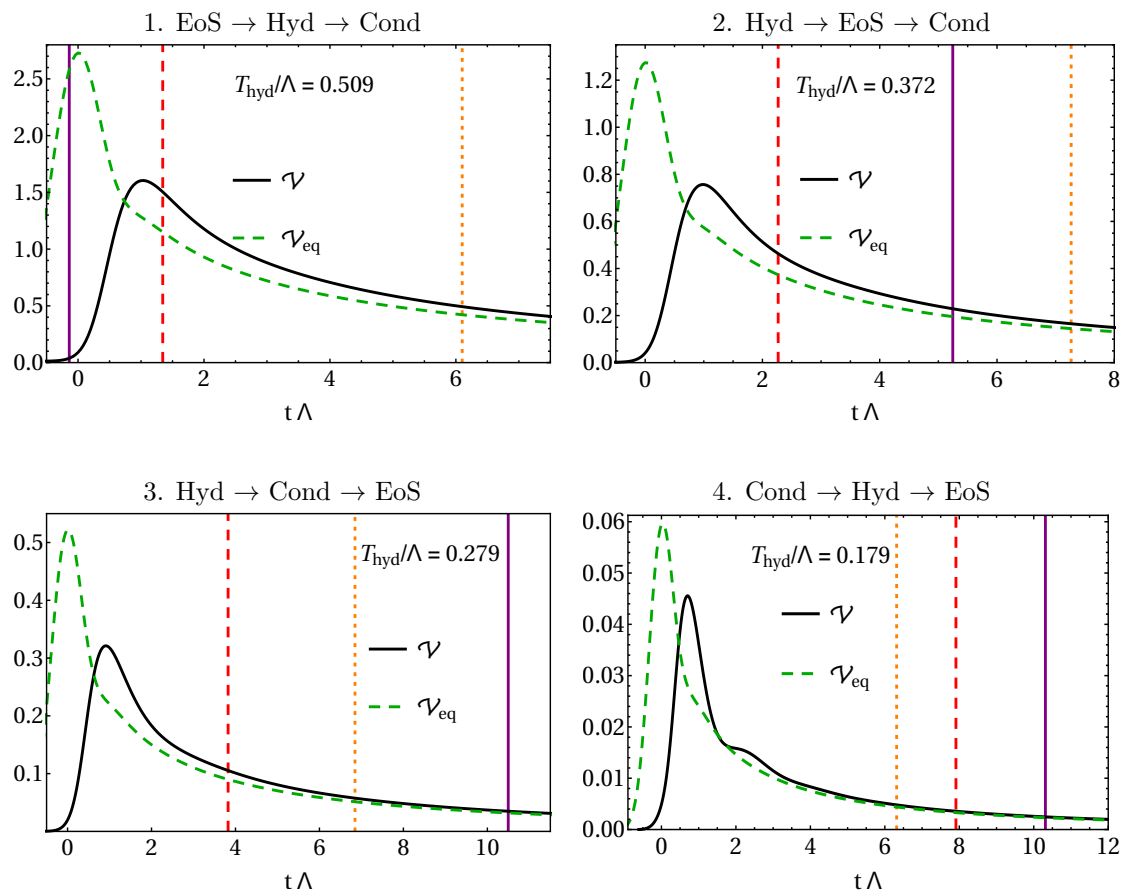 1. EoS → Hyd → Cond
T_hyd/Λ = 0.509
𝒱
𝒱_eq
2.5
2.0
1.5
1.0
0.5
0.0
0 2 4 6
t Λ
2. Hyd → EoS → Cond
T_hyd/Λ = 0.372
𝒱
𝒱_eq
1.2
1.0
0.8
0.6
0.4
0.2
0.0
0 2 4 6 8
t Λ
3. Hyd → Cond → EoS
T_hyd/Λ = 0.279
𝒱
𝒱_eq
0.5
0.4
0.3
0.2
0.1
0 2 4 6 8 10
t Λ
4. Cond → Hyd → EoS
T_hyd/Λ = 0.179
𝒱
𝒱_eq
0.06
0.05
0.04
0.03
0.02
0.01
0.00
0 2 4 6 8 10 12
t Λ